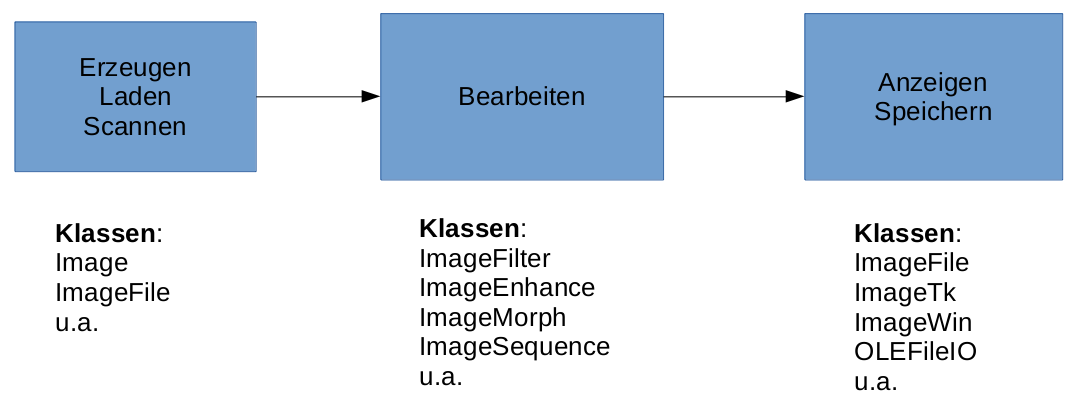 Erzeugen
Laden
Scannen
Bearbeiten
Anzeigen
Speichern
Klassen:
Image
ImageFile
u.a.
Klassen:
ImageFilter
ImageEnhance
ImageMorph
ImageSequence
u.a.
Klassen:
ImageFile
ImageTk
ImageWin
OLEFileIO
u.a.